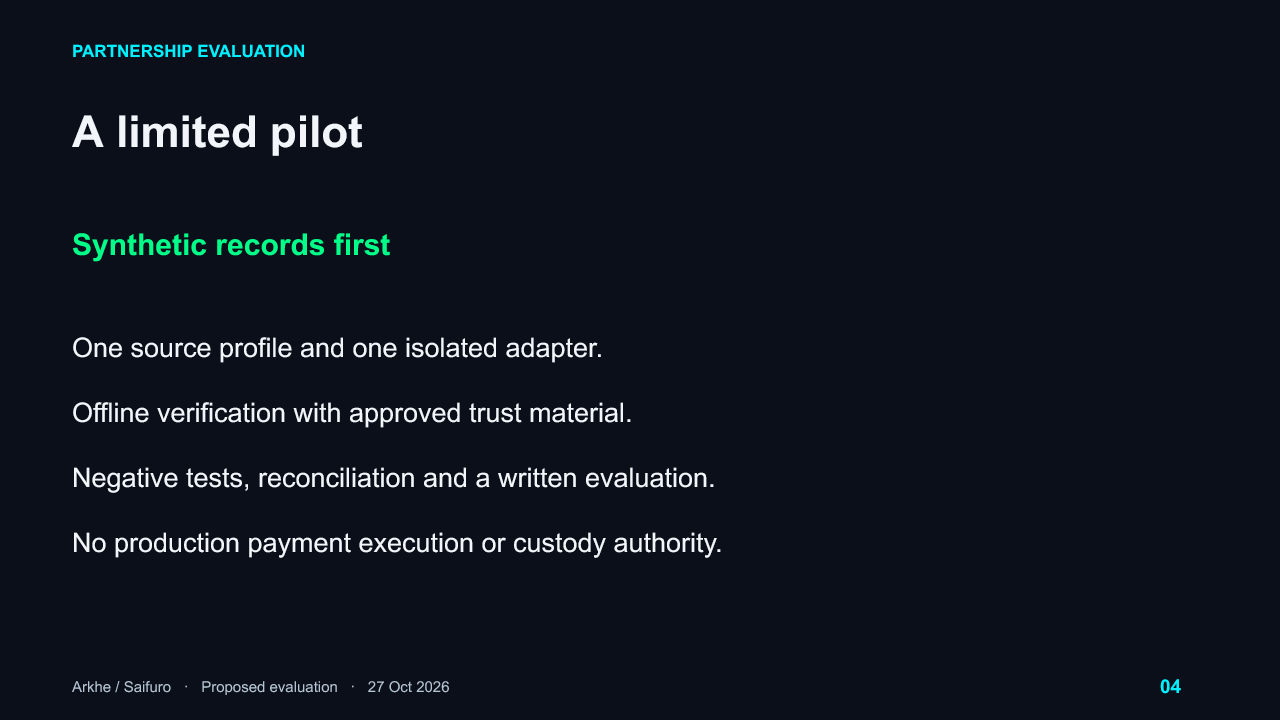 PARTNERSHIP EVALUATION
A limited pilot
Synthetic records first
One source profile and one isolated adapter.
Offline verification with approved trust material.
Negative tests, reconciliation and a written evaluation.
No production payment execution or custody authority.
Arkhe / Saifuro · Proposed evaluation · 27 Oct 2026
04